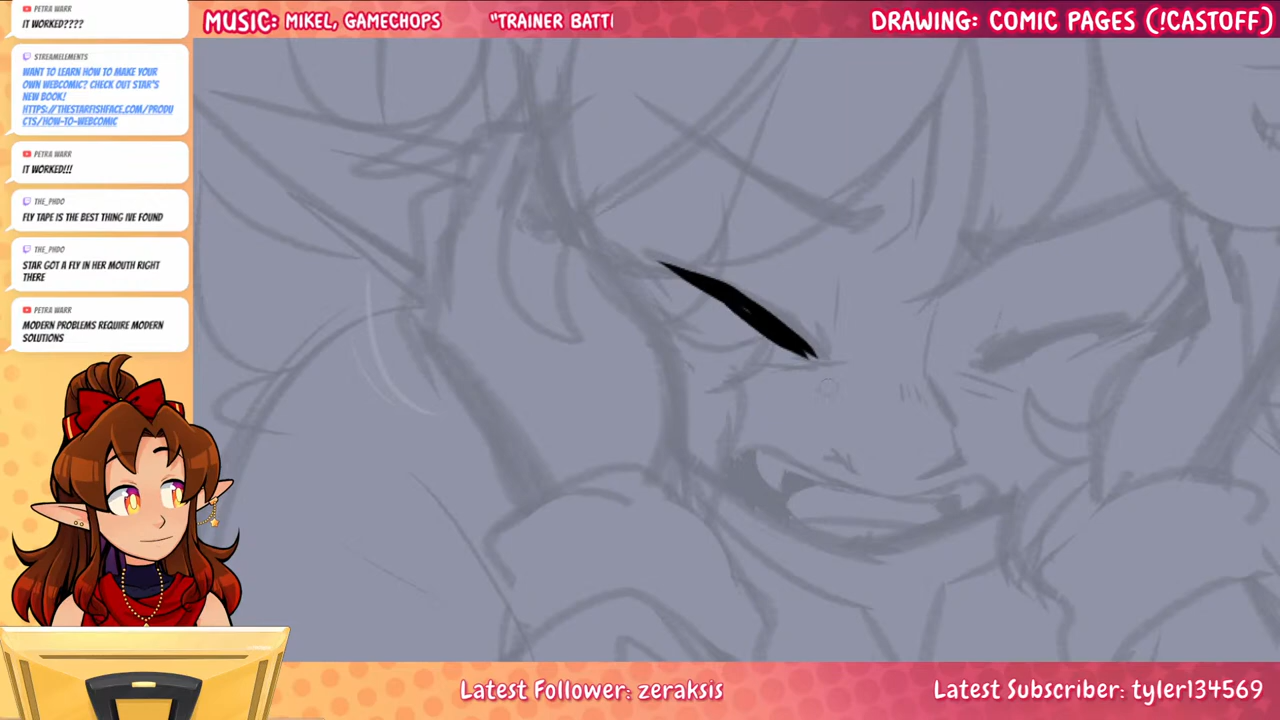 PETRA WARR
IT WORKED????
STREAMELEMENTS
WANT TO LEARN HOW TO MAKE YOUR
OWN WEBCOMIC? CHECK OUT STAR'S
NEW BOOK!
HTTPS://THESTARFISHFACE.COM/PRODU
CTS/HOW-TO-WEBCOMIC
PETRA WARR
IT WORKED!!!
THE_PHDO
FLY TAPE IS THE BEST THING IVE FOUND
THE_PHDO
STAR GOT A FLY IN HER MOUTH RIGHT
THERE
PETRA WARR
MODERN PROBLEMS REQUIRE MODERN
SOLUTIONS
MUSIC: MIKEL, GAMECHOPS "TRAINER BATT
DRAWING: COMIC PAGES (!CASTOFF)
Latest Follower: zeraksis
Latest Subscriber: tyler134569